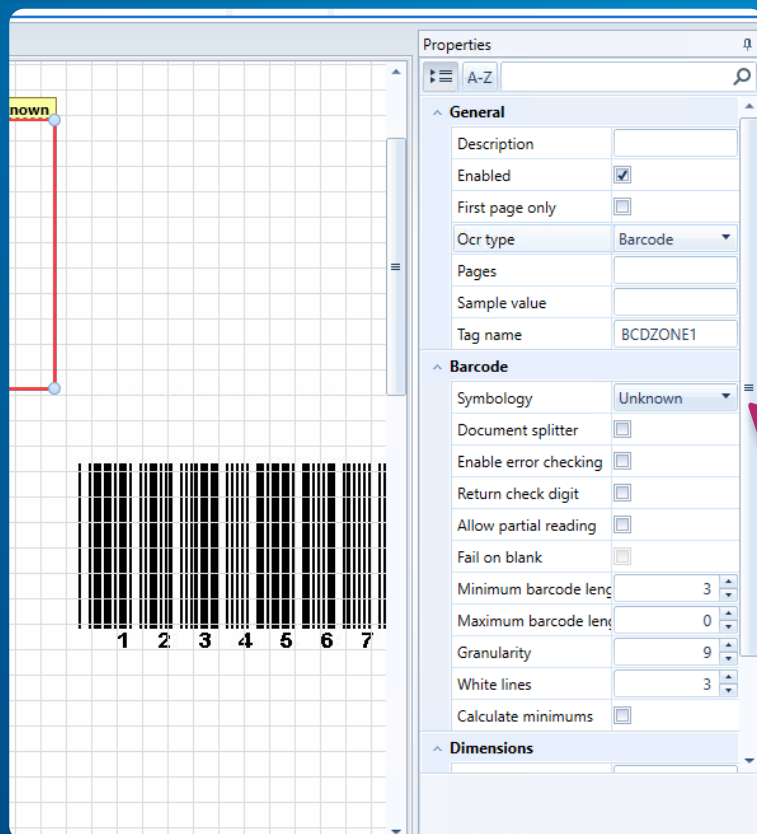 Properties
A-Z
nown
General
Description
Enabled
First page only
Ocr type Barcode
Pages
Sample value
Tag name BCDZONE1
Barcode
Symbology Unknown
Document splitter
Enable error checking
Return check digit
Allow partial reading
Fail on blank
Minimum barcode leng 3
Maximum barcode leng 0
Granularity 9
White lines 3
Calculate minimums
Dimensions
1 2 3 4 5 6 7